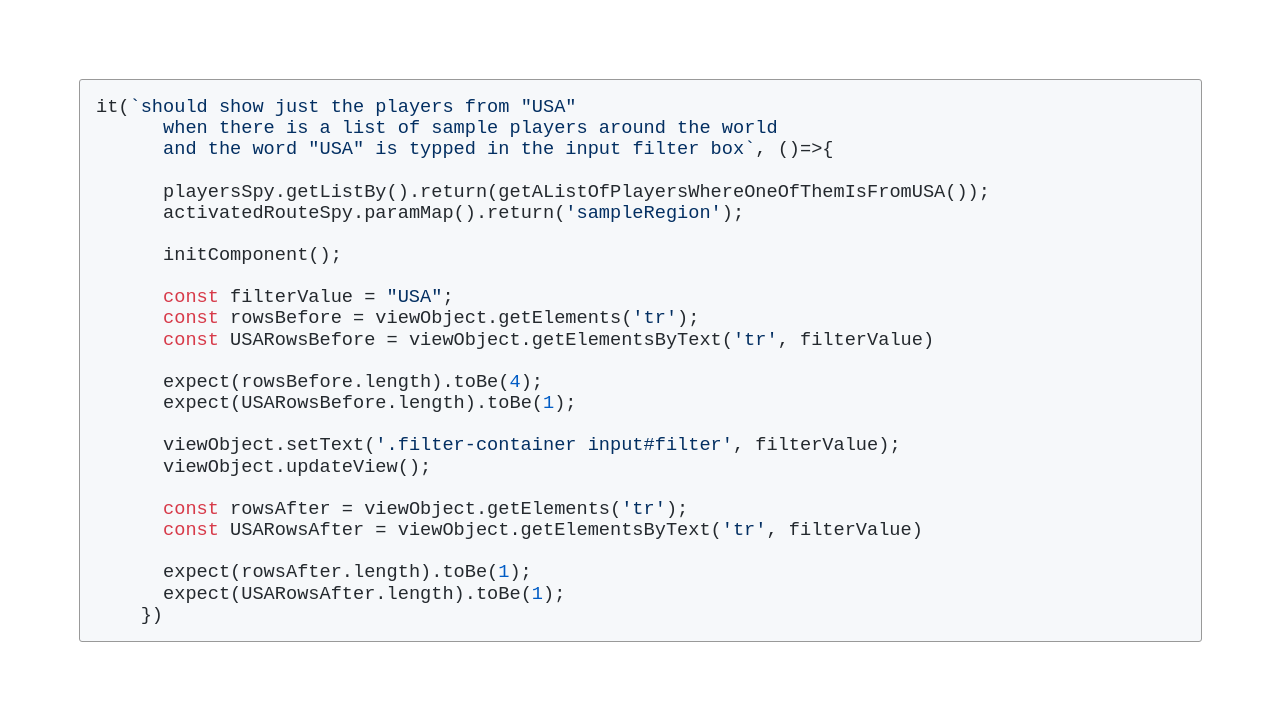 it(`should show just the players from "USA"
      when there is a list of sample players around the world
      and the word "USA" is typped in the input filter box`, ()=>{

      playersSpy.getListBy().return(getAListOfPlayersWhereOneOfThemIsFromUSA());
      activatedRouteSpy.paramMap().return('sampleRegion');

      initComponent();

      const filterValue = "USA";
      const rowsBefore = viewObject.getElements('tr');
      const USARowsBefore = viewObject.getElementsByText('tr', filterValue)

      expect(rowsBefore.length).toBe(4);
      expect(USARowsBefore.length).toBe(1);

      viewObject.setText('.filter-container input#filter', filterValue);
      viewObject.updateView();

      const rowsAfter = viewObject.getElements('tr');
      const USARowsAfter = viewObject.getElementsByText('tr', filterValue)

      expect(rowsAfter.length).toBe(1);
      expect(USARowsAfter.length).toBe(1);
    })